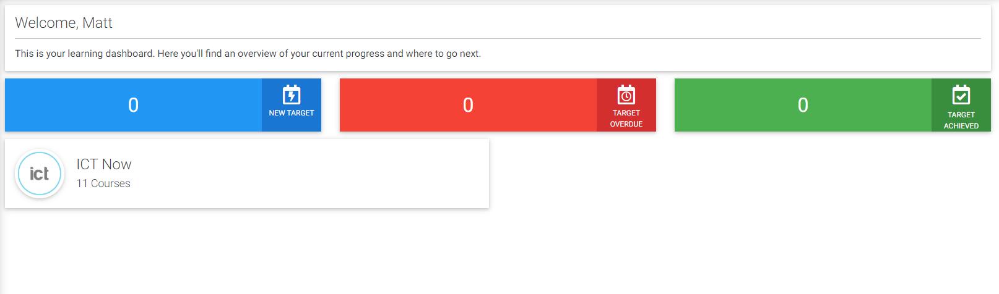 Welcome, Matt
This is your learning dashboard. Here you'll find an overview of your current progress and where to go next.
0
NEW TARGET
0
TARGET
OVERDUE
0
TARGET
ACHIEVED
ict
ICT Now
11 Courses